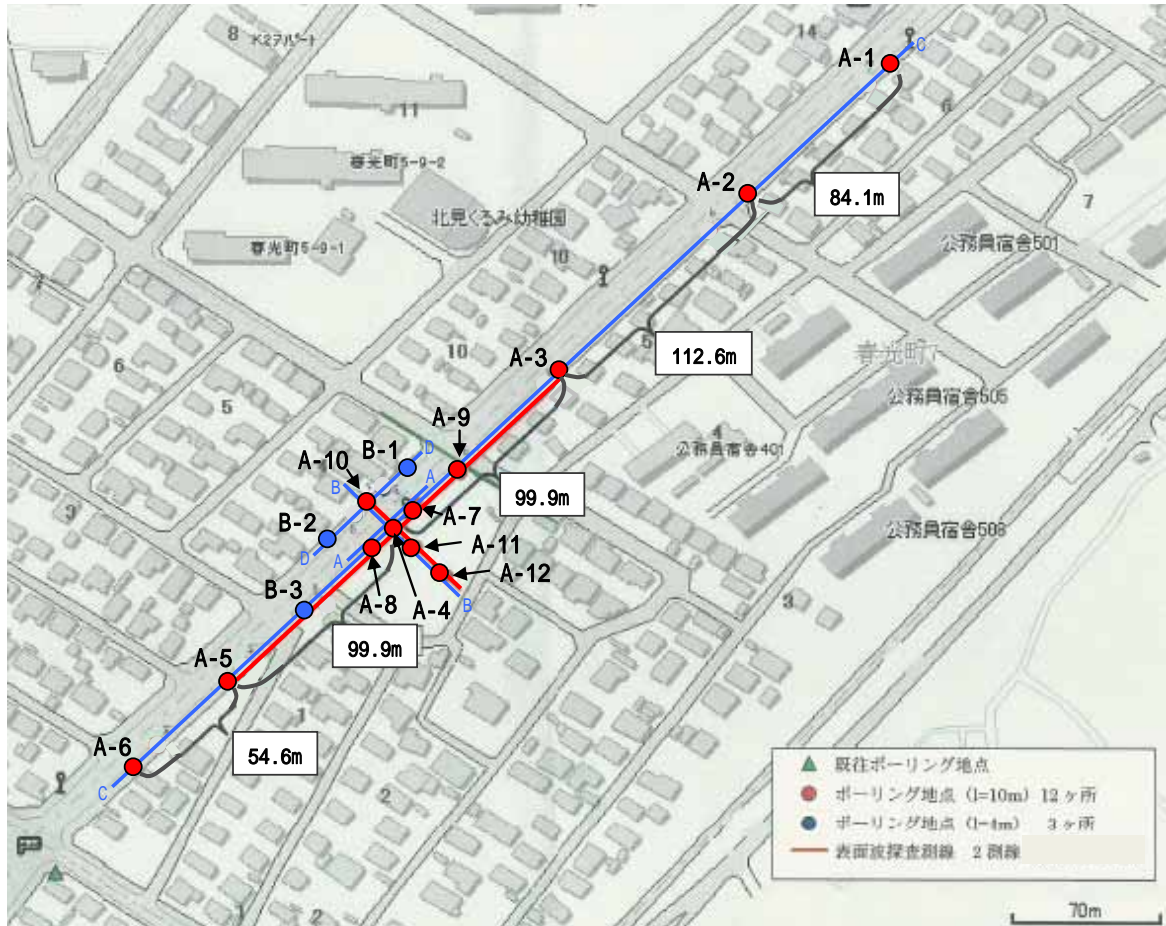 8
K2アパート
14
A-1
C
11
6
春光町5-9-2
A-2
84.1m
7
北見くるみ幼稚園
公務員宿舎501
春光町5-9-1
10
A-3
10
5
112.6m
春光町7
6
公務員宿舎505
5
A-9
4
公務員宿舎401
B-1
D
A-10
A
B
99.9m
A-7
B-2
公務員宿舎508
A-11
D
A
A-12
B-3
A-8
A-4
B
3
99.9m
A-5
1
A-6
54.6m
C
2
既往ボーリング地点
ボーリング地点 (l=10m) 12ヶ所
ボーリング地点 (l=4m) 3ヶ所
表面波探査測線 2測線
1
2
70m